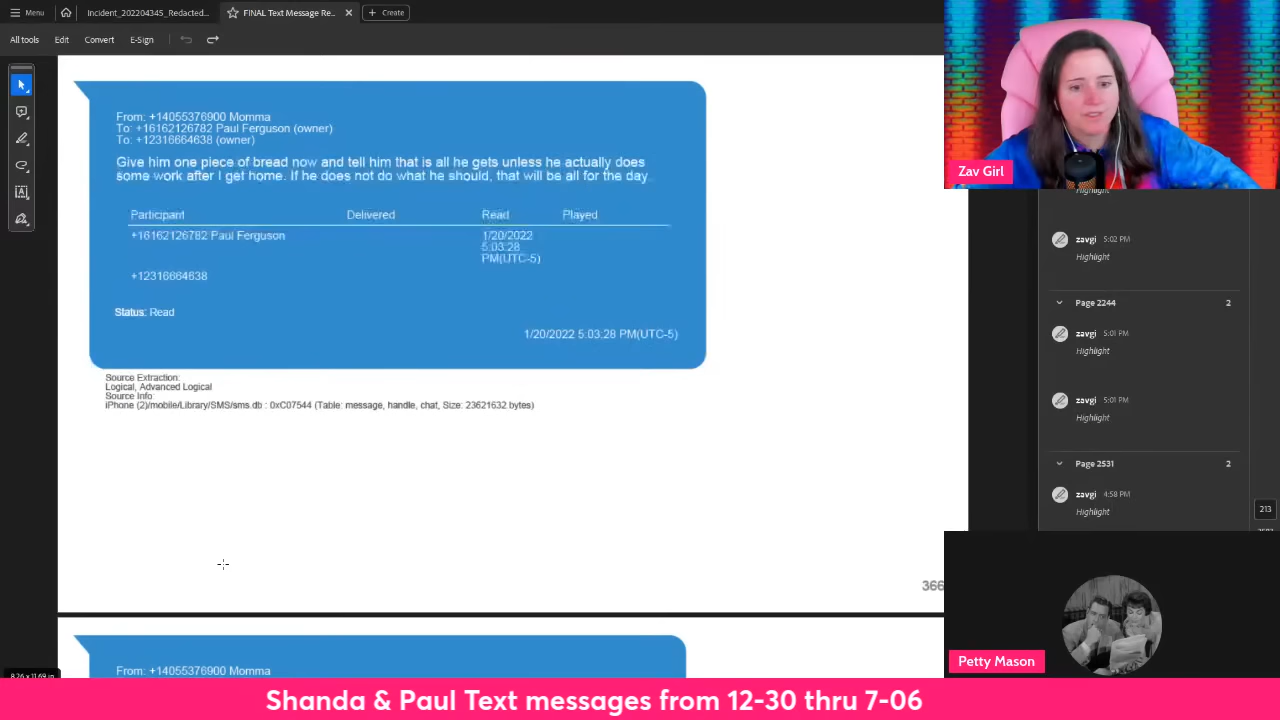 Menu
Incident_202204345_Redacted...
FINAL Text Message Re...
Create
All tools
Edit
Convert
E-Sign
From: +14055376900 Momma
To: +16162126782 Paul Ferguson (owner)
To: +12316664638 (owner)
Give him one piece of bread now and tell him that is all he gets unless he actually does
some work after I get home. If he does not do what he should, that will be all for the day.
Participant Delivered Read Played
+16162126782 Paul Ferguson 1/20/2022
5:03:28
PM(UTC-5)
+12316664638
Status: Read
1/20/2022 5:03:28 PM(UTC-5)
Source Extraction:
Logical, Advanced Logical
Source Info:
iPhone (2)/mobile/Library/SMS/sms.db : 0xC07544 (Table: message, handle, chat, Size: 23621632 bytes)
366
From: +14055376900 Momma
8.26 x 11.69 in
Zav Girl
Highlight
zavgi 5:02 PM
Highlight
Page 2244 2
zavgi 5:01 PM
Highlight
zavgi 5:01 PM
Highlight
Page 2531 2
zavgi 4:58 PM
Highlight
213
Petty Mason
Shanda & Paul Text messages from 12-30 thru 7-06